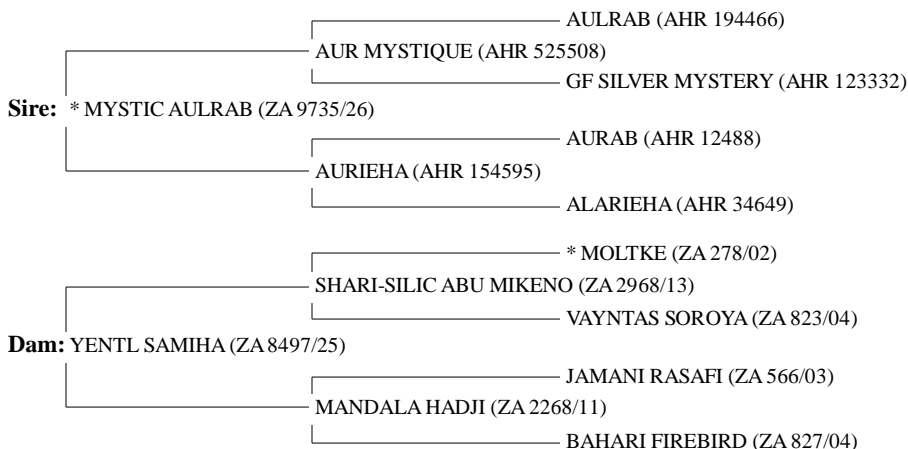 AULRAB (AHR 194466)
AUR MYSTIQUE (AHR 525508)
GF SILVER MYSTERY (AHR 123332)
Sire: * MYSTIC AULRAB (ZA 9735/26)
AURAB (AHR 12488)
AURIEHA (AHR 154595)
ALARIEHA (AHR 34649)
* MOLTKE (ZA 278/02)
SHARI-SILIC ABU MIKENO (ZA 2968/13)
VAYNTAS SOROYA (ZA 823/04)
Dam: YENTL SAMIHA (ZA 8497/25)
JAMANI RASAFI (ZA 566/03)
MANDALA HADJI (ZA 2268/11)
BAHARI FIREBIRD (ZA 827/04)